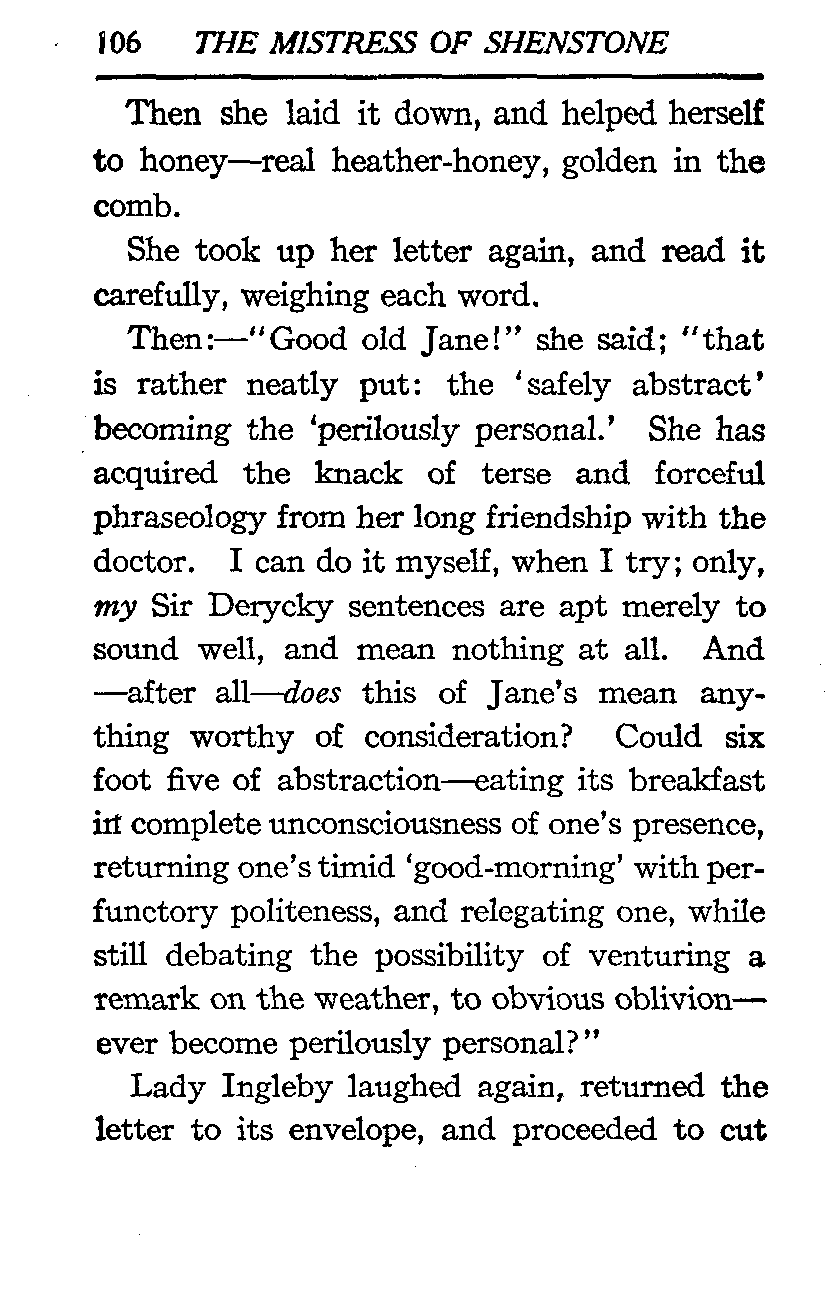 106 THE MISTRESS OF SHENSTONE
Then she laid it down, and helped herself
to honey—real heather-honey, golden in the
comb.
She took up her letter again, and read it
carefully, weighing each word.
Then:—"Good old Jane!" she said; "that
is rather neatly put: the 'safely abstract'
becoming the 'perilously personal.' She has
acquired the knack of terse and forceful
phraseology from her long friendship with the
doctor. I can do it myself, when I try; only,
my Sir Derycky sentences are apt merely to
sound well, and mean nothing at all. And
—after all—does this of Jane's mean any-
thing worthy of consideration? Could six
foot five of abstraction—eating its breakfast
in complete unconsciousness of one's presence,
returning one's timid 'good-morning' with per-
functory politeness, and relegating one, while
still debating the possibility of venturing a
remark on the weather, to obvious oblivion—
ever become perilously personal?"
Lady Ingleby laughed again, returned the
letter to its envelope, and proceeded to cut